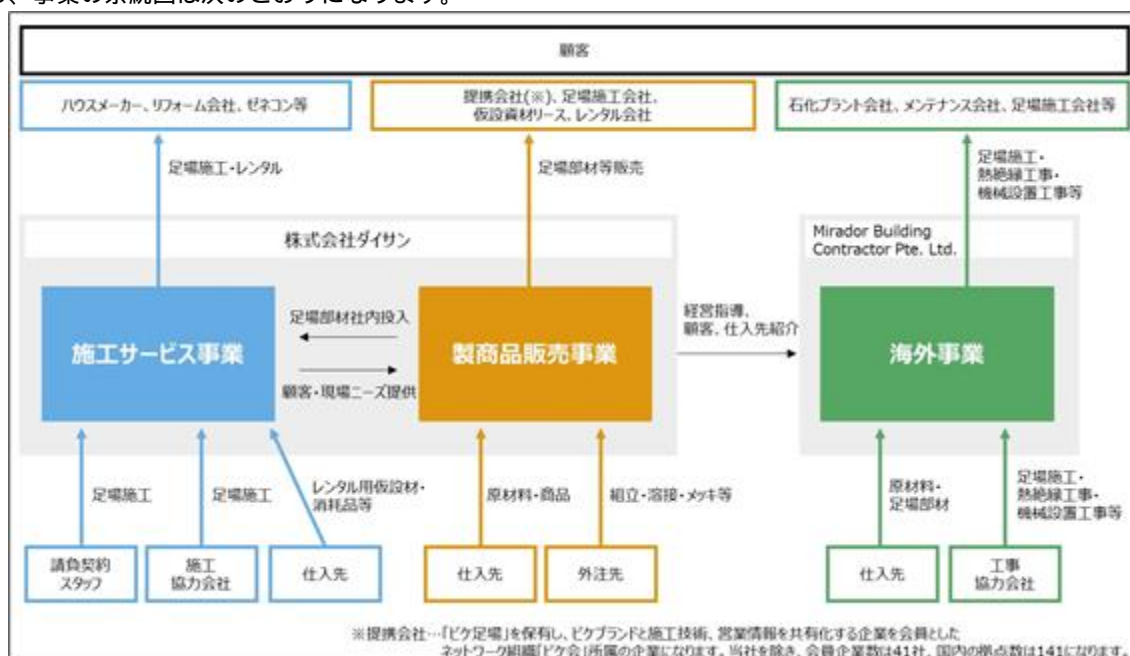 事業の系統図は次のとおりになります。
顧客
ハウスメーカー、リフォーム会社、ゼネコン等
提携会社(※)、足場施工会社、
仮設資材リース、レンタル会社
石化プラント会社、メンテナンス会社、足場施工会社等
足場施工・レンタル
足場部材等販売
足場施工・
熱絶縁工事・
機械設置工事等
株式会社ダイサン
Mirador Building
Contractor Pte. Ltd.
施工サービス事業
足場部材社内投入
顧客・現場ニーズ提供
製商品販売事業
経営指導、
顧客、仕入先紹介
海外事業
足場施工
足場施工
レンタル用仮設材・
消耗品等
原材料・商品
組立・溶接・メッキ等
原材料・
足場部材
足場施工・
熱絶縁工事・
機械設置工事等
請負契約
スタッフ
施工
協力会社
仕入先
仕入先
外注先
仕入先
工事
協力会社
※提携会社…「ビケ足場」を保有し、ビケブランドと施工技術、営業情報を共有化する企業を会員とした
ネットワーク組織「ビケ会」所属の企業になります。当社を除き、会員企業数は41社、国内の拠点数は141になります。